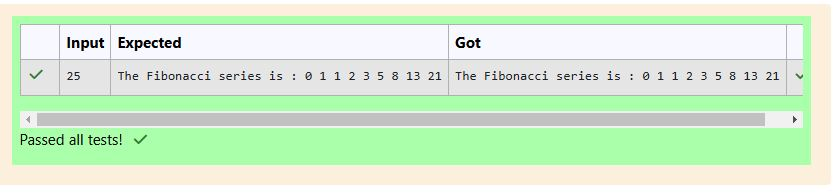 Input Expected Got
25 The Fibonacci series is : 0 1 1 2 3 5 8 13 21 The Fibonacci series is : 0 1 1 2 3 5 8 13 21
Passed all tests!